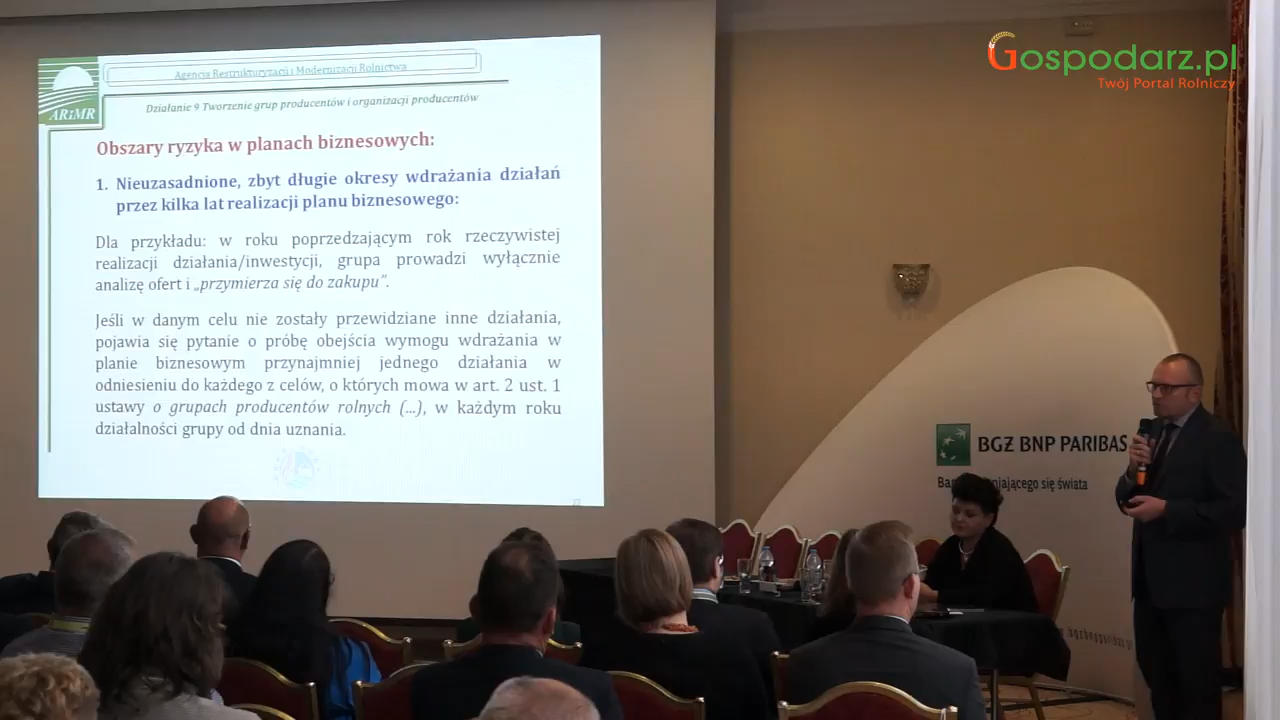 Gospodarz.pl
Twój Portal Rolniczy
Agencja Restrukturyzacji i Modernizacji Rolnictwa
ARiMR
Działanie 9 Tworzenie grup producentów i organizacji producentów
Obszary ryzyka w planach biznesowych:
1. Nieuzasadnione, zbyt długie okresy wdrażania działań
przez kilka lat realizacji planu biznesowego:
Dla przykładu: w roku poprzedzającym rok rzeczywistej
realizacji działania/inwestycji, grupa prowadzi wyłącznie
analizę ofert i „przymierza się do zakupu”.
Jeśli w danym celu nie zostały przewidziane inne działania,
pojawia się pytanie o próbę obejścia wymogu wdrażania w
planie biznesowym przynajmniej jednego działania w
odniesieniu do każdego z celów, o których mowa w art. 2 ust. 1
ustawy o grupach producentów rolnych (...), w każdym roku
działalności grupy od dnia uznania.
BGŻ BNP PARIBAS
się świata